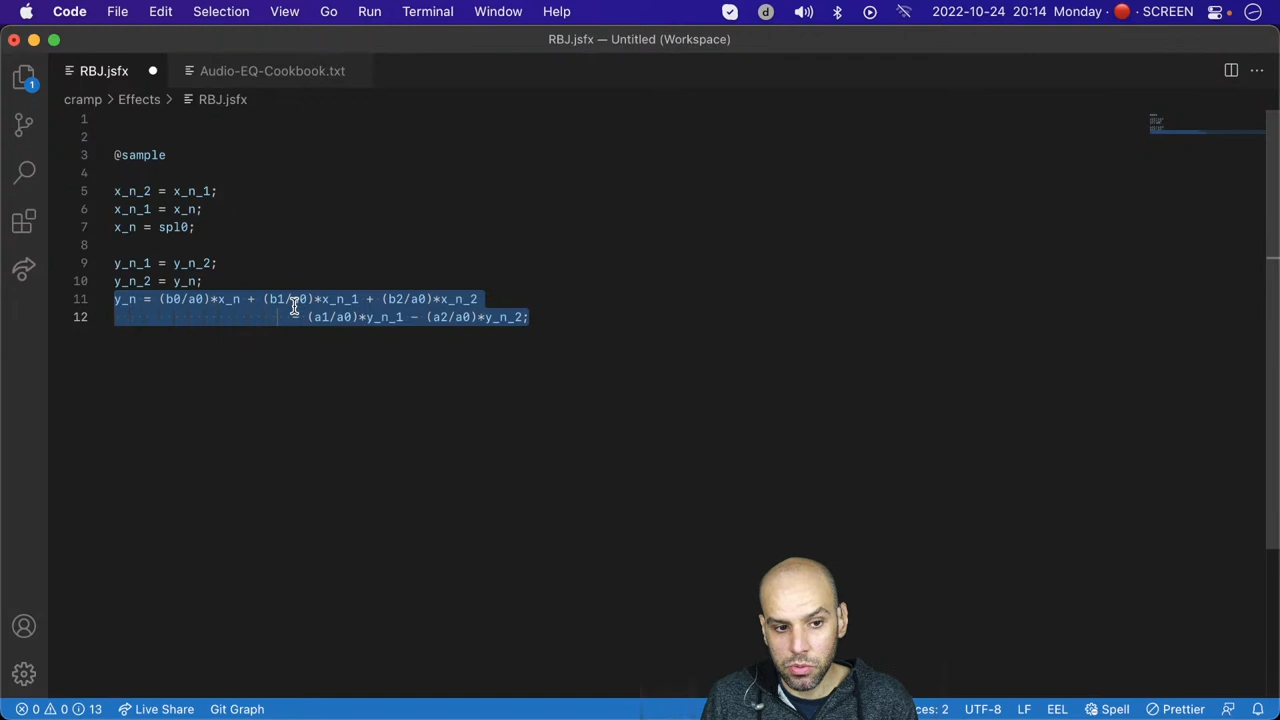 Code File Edit Selection View Go Run Terminal Window Help d 2022-10-24 20:14 Monday SCREEN
RBJ.jsfx — Untitled (Workspace)
RBJ.jsfx Audio-EQ-Cookbook.txt
cramp > Effects > RBJ.jsfx
1
1
2
3 @sample
4
5 x_n_2 = x_n_1;
6 x_n_1 = x_n;
7 x_n = spl0;
8
9 y_n_1 = y_n_2;
10 y_n_2 = y_n;
11 y_n = (b0/a0)*x_n + (b1/a0)*x_n_1 + (b2/a0)*x_n_2
12 - (a1/a0)*y_n_1 - (a2/a0)*y_n_2;
0 0 13 Live Share Git Graph ces: 2 UTF-8 LF EEL Spell Prettier